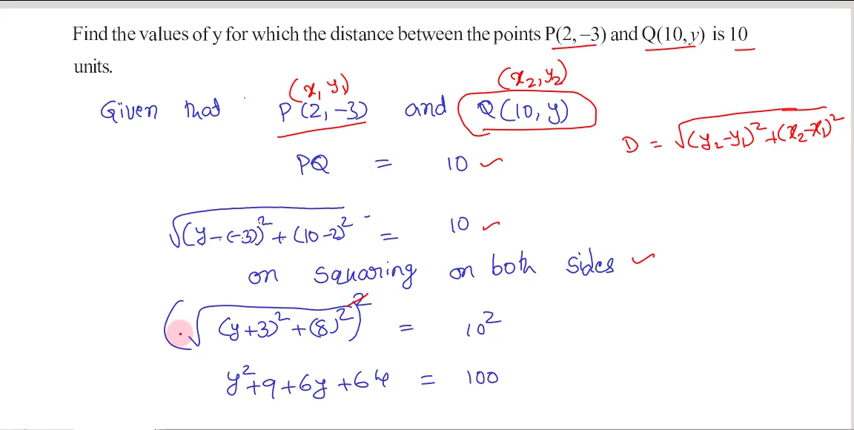 Find the values of y for which the distance between the points P(2, –3) and Q(10, y) is 10
units.
(x, y₁) (x₂, y₂)
Given that P (2, -3) and Q (10, y)
D = √(y₂-y₁)²+(x₂-x₁)²
PQ = 10
√(y-(-3))²+(10-2)² = 10
on squaring on both sides
(√(y+3)²+(8)²)² = 10²
y²+9+6y+64 = 100